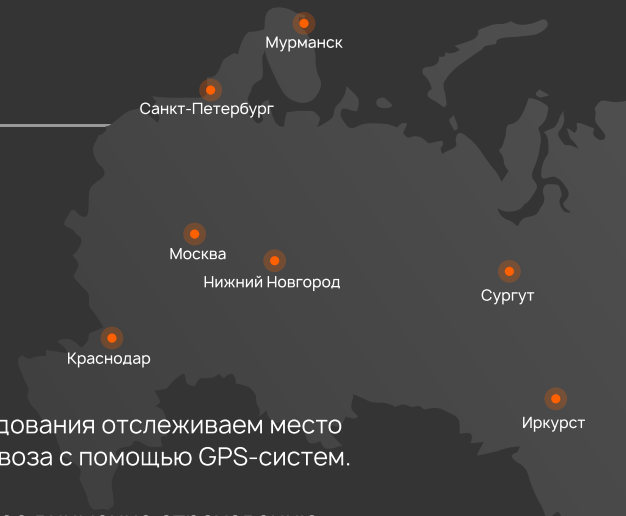 Мурманск
Санкт-Петербург
Москва
Нижний Новгород
Сургут
Краснодар
Иркурст
дования отслеживаем место
воза с помощью GPS-систем.